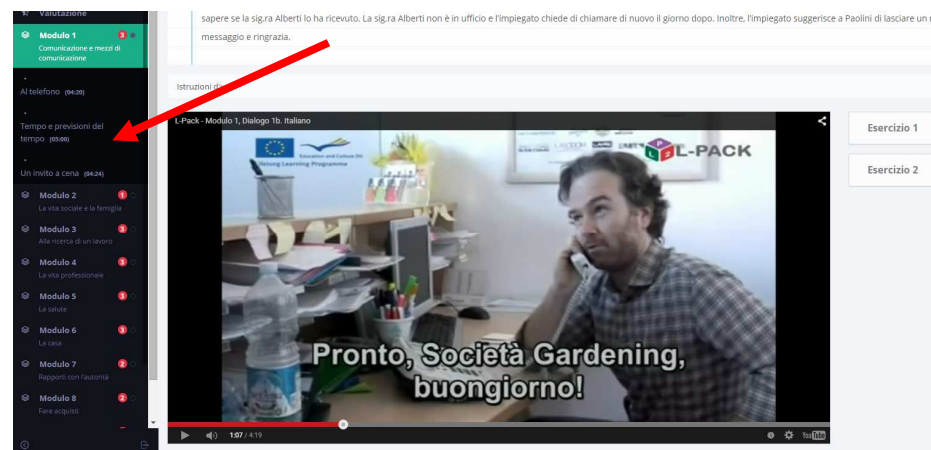 Valutazione
Modulo 1 3
Comunicazione e mezzi di
comunicazione
Al telefono (04:20)
Tempo e previsioni del
tempo (05:00)
Un invito a cena (04:24)
Modulo 2 1
La vita sociale e la famiglia
Modulo 3 3
Alla ricerca di un lavoro
Modulo 4 3
La vita professionale
Modulo 5 3
La salute
Modulo 6 3
La casa
Modulo 7 2
Rapporti con l'autorità
Modulo 8 2
Fare acquisti
sapere se la sig.ra Alberti lo ha ricevuto. La sig.ra Alberti non è in ufficio e l'impiegato chiede di chiamare di nuovo il giorno dopo. Inoltre, l'impiegato suggerisce a Paolini di lasciare un
messaggio e ringrazia.
Istruzioni
L-Pack - Modulo 1, Dialogo 1b. Italiano
Education and Culture DG
Lifelong Learning Programme
L-PACK
Pronto, Società Gardening,
buongiorno!
1:07 / 4:19
YouTube
Esercizio 1
Esercizio 2